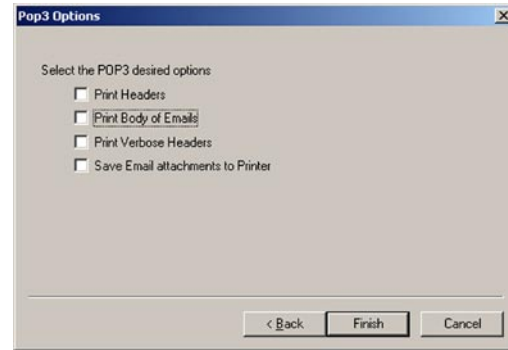 Pop3 Options
Select the POP3 desired options
Print Headers
Print Body of Emails
Print Verbose Headers
Save Email attachments to Printer
< Back Finish Cancel